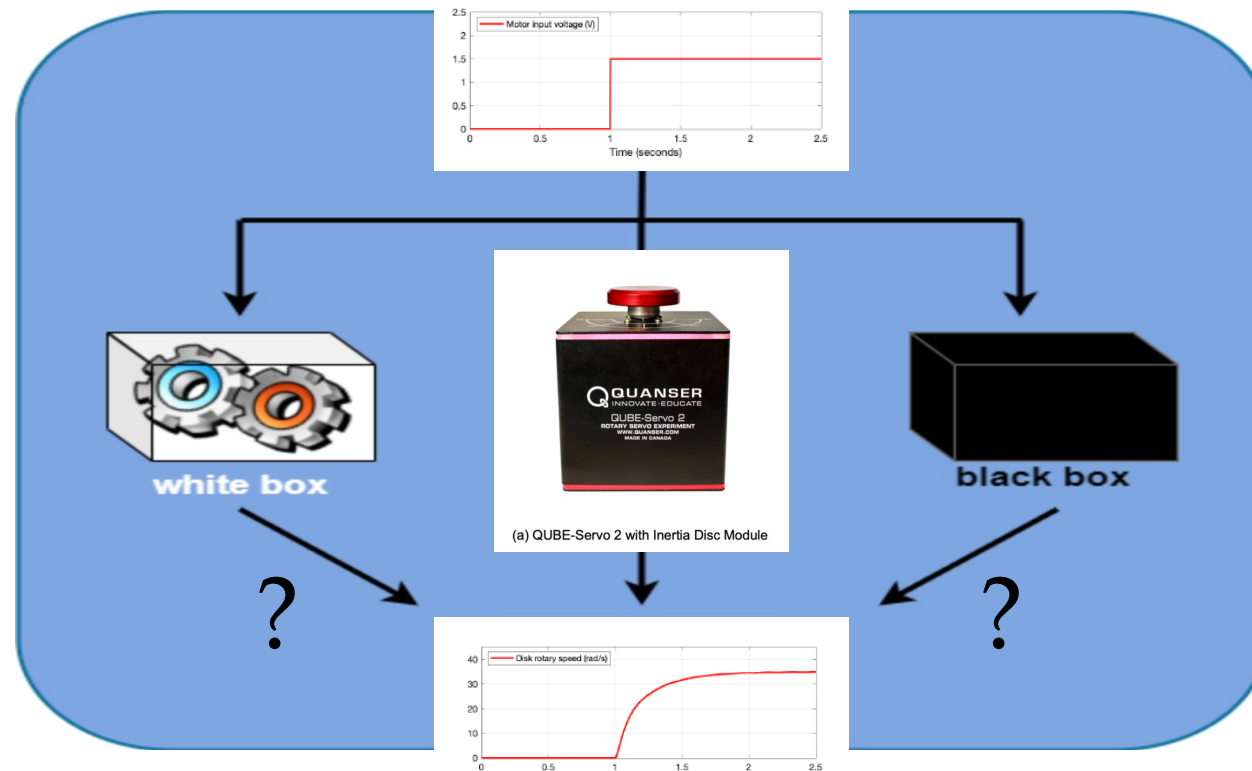 2.5
Motor input voltage (V)
2
1.5
1
0.5
0
0 0.5 1 1.5 2 2.5
Time (seconds)
QUANSER
INNOVATE·EDUCATE
QUBE-Servo 2
ROTARY SERVO EXPERIMENT
WWW.QUANSER.COM
MADE IN CANADA
white box
black box
(a) QUBE-Servo 2 with Inertia Disc Module
?
?
40
Disk rotary speed (rad/s)
30
20
10
0
0 0.5 1 1.5 2 2.5